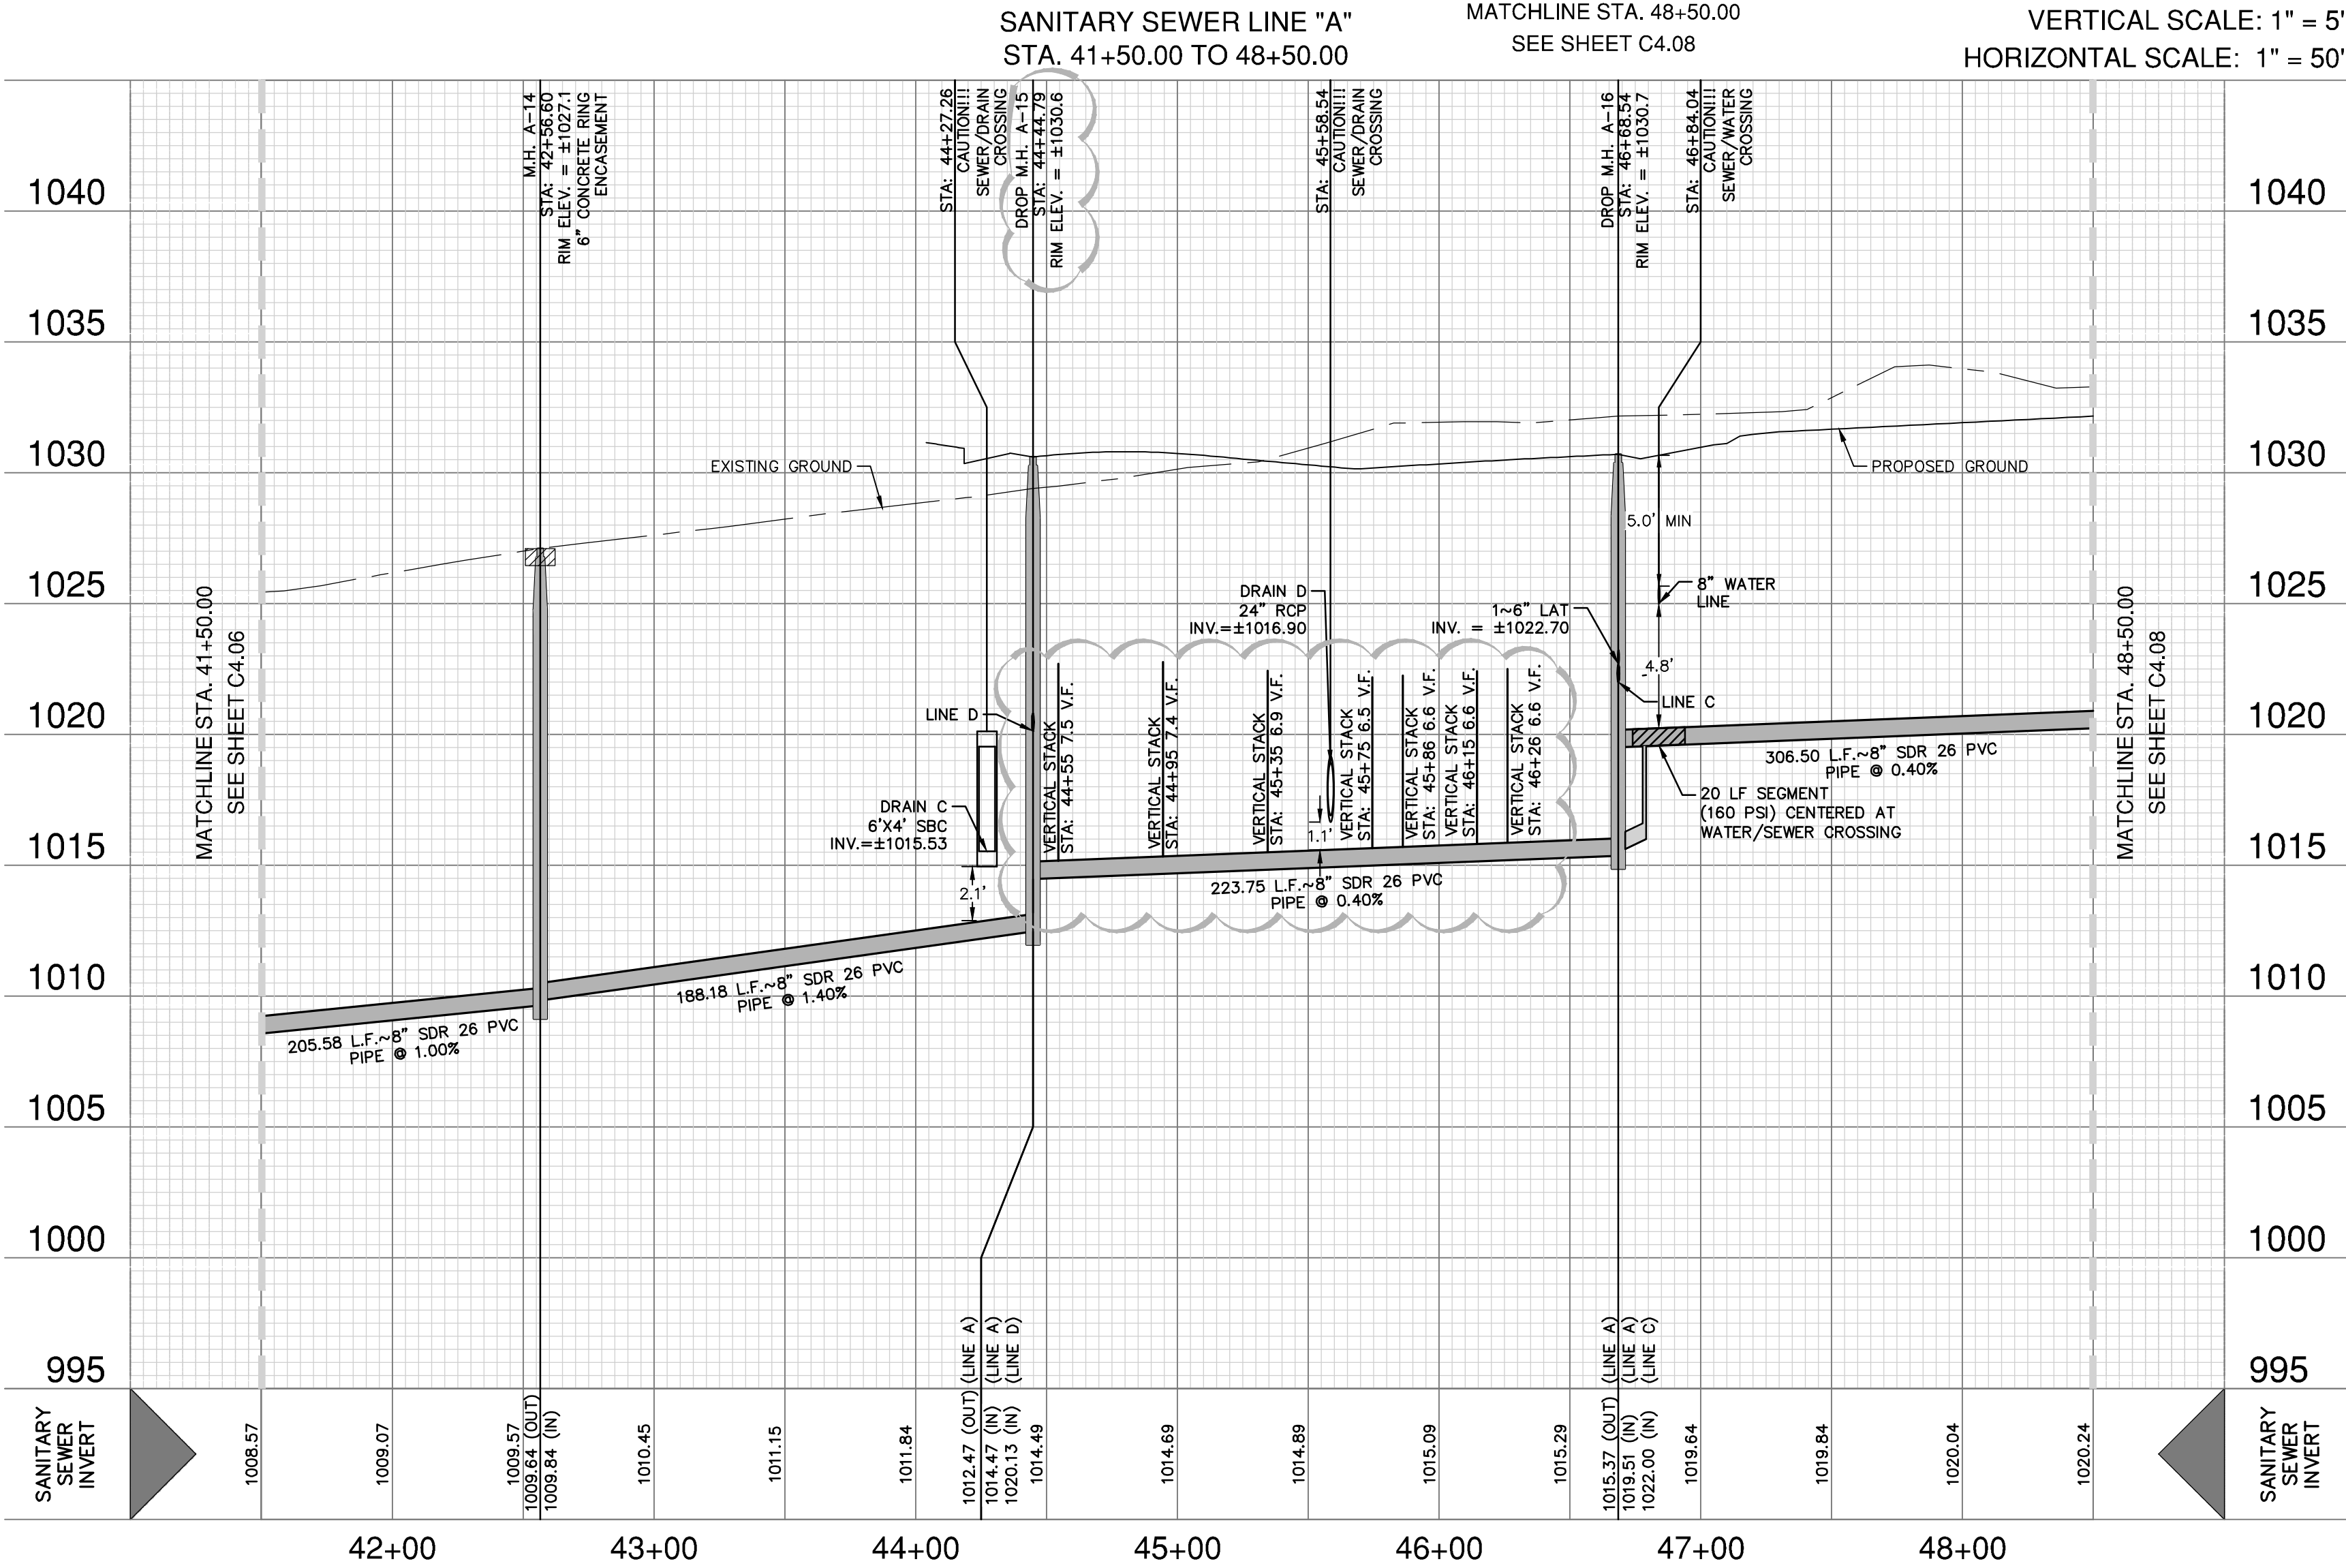 SANITARY SEWER LINE "A"
STA. 41+50.00 TO 48+50.00
MATCHLINE STA. 48+50.00
SEE SHEET C4.08
VERTICAL SCALE: 1" = 5'
HORIZONTAL SCALE: 1" = 50'
M.H. A-14
STA: 42+56.60
RIM ELEV. = ±1027.1
6" CONCRETE RING
ENCASEMENT
STA: 44+27.26
CAUTION!!!
SEWER/DRAIN
CROSSING
DROP M.H. A-15
STA: 44+44.79
RIM ELEV. = ±1030.6
STA: 45+58.54
CAUTION!!!
SEWER/DRAIN
CROSSING
DROP M.H. A-16
STA: 46+68.54
RIM ELEV. = ±1030.7
STA: 46+84.04
CAUTION!!!
SEWER/WATER
CROSSING
1040
1040
1035
1035
1030
1030
EXISTING GROUND
PROPOSED GROUND
5.0' MIN
1025
1025
MATCHLINE STA. 41+50.00
SEE SHEET C4.06
DRAIN D
24" RCP
INV.=±1016.90
1~6" LAT
INV. = ±1022.70
8" WATER
LINE
4.8'
LINE C
MATCHLINE STA. 48+50.00
SEE SHEET C4.08
1020
1020
LINE D
VERTICAL STACK
STA: 44+55 7.5 V.F.
VERTICAL STACK
STA: 44+95 7.4 V.F.
VERTICAL STACK
STA: 45+35 6.9 V.F.
VERTICAL STACK
STA: 45+75 6.5 V.F.
VERTICAL STACK
STA: 45+86 6.6 V.F.
VERTICAL STACK
STA: 46+15 6.6 V.F.
VERTICAL STACK
STA: 46+26 6.6 V.F.
306.50 L.F.~8" SDR 26 PVC
PIPE @ 0.40%
DRAIN C
6'X4' SBC
INV.=±1015.53
1.1'
20 LF SEGMENT
(160 PSI) CENTERED AT
WATER/SEWER CROSSING
1015
1015
2.1'
223.75 L.F.~8" SDR 26 PVC
PIPE @ 0.40%
1010
1010
188.18 L.F.~8" SDR 26 PVC
PIPE @ 1.40%
205.58 L.F.~8" SDR 26 PVC
PIPE @ 1.00%
1005
1005
1000
1000
995
995
SANITARY
SEWER
INVERT
1008.57
1009.07
1009.57
1009.64 (OUT)
1009.84 (IN)
1010.45
1011.15
1011.84
1012.47 (OUT) (LINE A)
1014.47 (IN) (LINE A)
1020.13 (IN) (LINE D)
1014.49
1014.69
1014.89
1015.09
1015.29
1015.37 (OUT) (LINE A)
1019.51 (IN) (LINE A)
1022.00 (IN) (LINE C)
1019.64
1019.84
1020.04
1020.24
SANITARY
SEWER
INVERT
42+00
43+00
44+00
45+00
46+00
47+00
48+00